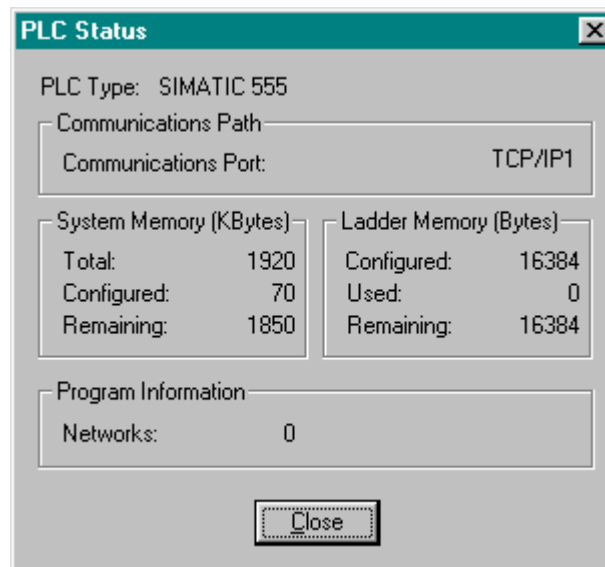 PLC Status
PLC Type: SIMATIC 555
Communications Path
Communications Port: TCP/IP1
System Memory (KBytes)
Total: 1920
Configured: 70
Remaining: 1850
Ladder Memory (Bytes)
Configured: 16384
Used: 0
Remaining: 16384
Program Information
Networks: 0
Close